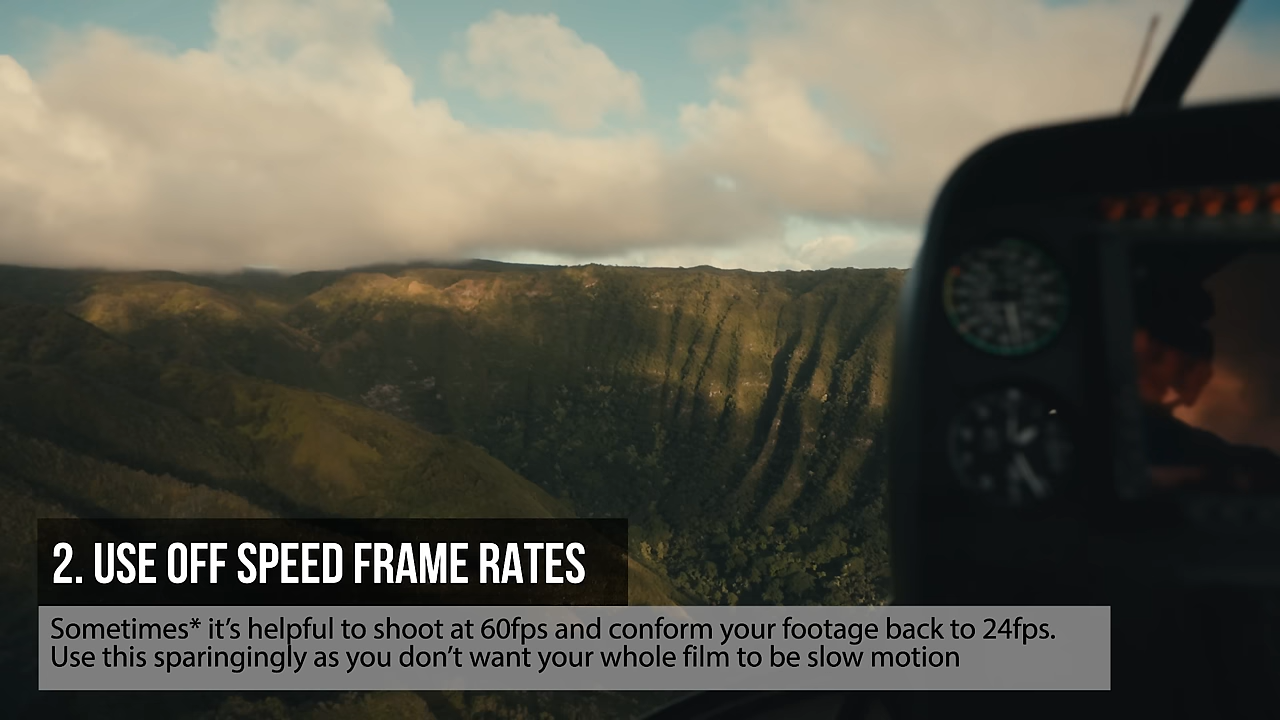 2. USE OFF SPEED FRAME RATES
Sometimes* it's helpful to shoot at 60fps and conform your footage back to 24fps.
Use this sparingingly as you don't want your whole film to be slow motion